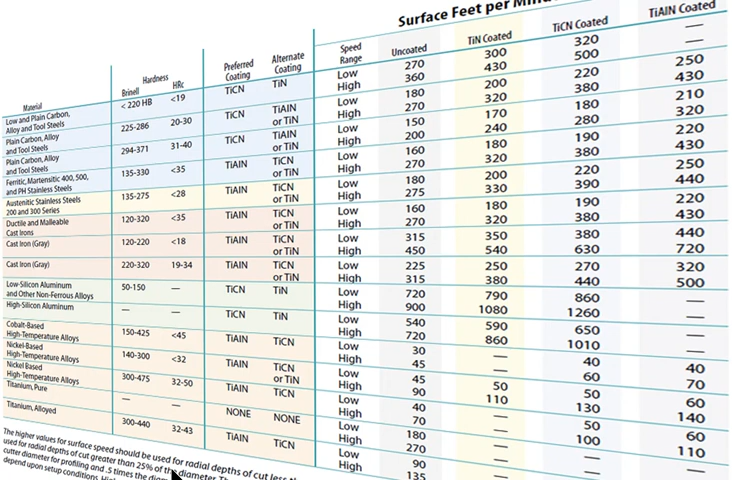 Surface Feet per Minu
Material Hardness Brinell HRc Preferred Coating Alternate Coating Speed Range Uncoated TiN Coated TiCN Coated TiAlN Coated
Low and Plain Carbon, < 220 HB <19 TiCN TiN Low 270 300 320 —
Alloy and Tool Steels High 360 430 500 —
Plain Carbon, Alloy 225-286 20-30 TiCN TiAlN Low 180 200 220 250
and Tool Steels or TiN High 270 320 380 430
Plain Carbon, Alloy 294-371 31-40 TiCN TiAlN Low 150 170 180 210
and Tool Steels or TiN High 200 240 280 320
Ferritic, Martensitic 400, 500, 135-330 <35 TiAlN TiCN Low 160 180 190 220
and PH Stainless Steels or TiN High 270 320 380 430
Austenitic Stainless Steels 135-275 <28 TiAlN TiCN Low 180 200 220 250
200 and 300 Series or TiN High 275 330 390 440
Ductile and Malleable 120-320 <35 TiAlN TiCN Low 160 180 190 220
Cast Irons or TiN High 270 320 380 430
Cast Iron (Gray) 120-220 <18 TiAlN TiCN Low 315 350 380 440
or TiN High 450 540 630 720
Cast Iron (Gray) 220-320 19-34 TiAlN TiCN Low 225 250 270 320
or TiN High 315 380 440 500
Low-Silicon Aluminum 50-150 — TiCN TiN Low 720 790 860 —
and Other Non-Ferrous Alloys High 900 1080 1260 —
High-Silicon Aluminum — — TiCN TiN Low 540 590 650 —
High 720 860 1010 —
Cobalt-Based 150-425 <45 TiAlN TiCN Low 30 — 40 40
High-Temperature Alloys High 45 — 60 70
Nickel-Based 140-300 <32 TiAlN TiCN Low 45 50 50 60
High-Temperature Alloys or TiN High 90 110 130 140
Nickel Based 300-475 32-50 TiAlN TiCN Low 40 — 50 60
High-Temperature Alloys High 70 — 100 110
Titanium, Pure — — NONE NONE Low 180 — — —
High 270 — — —
Titanium, Alloyed 300-440 32-43 TiAlN TiCN Low 90 —
High 135
The higher values for surface speed should be used for radial depths of cut less
used for radial depths of cut greater than 25% of the diameter.
cutter diameter for profiling and .5 times the
depend upon setup conditions.